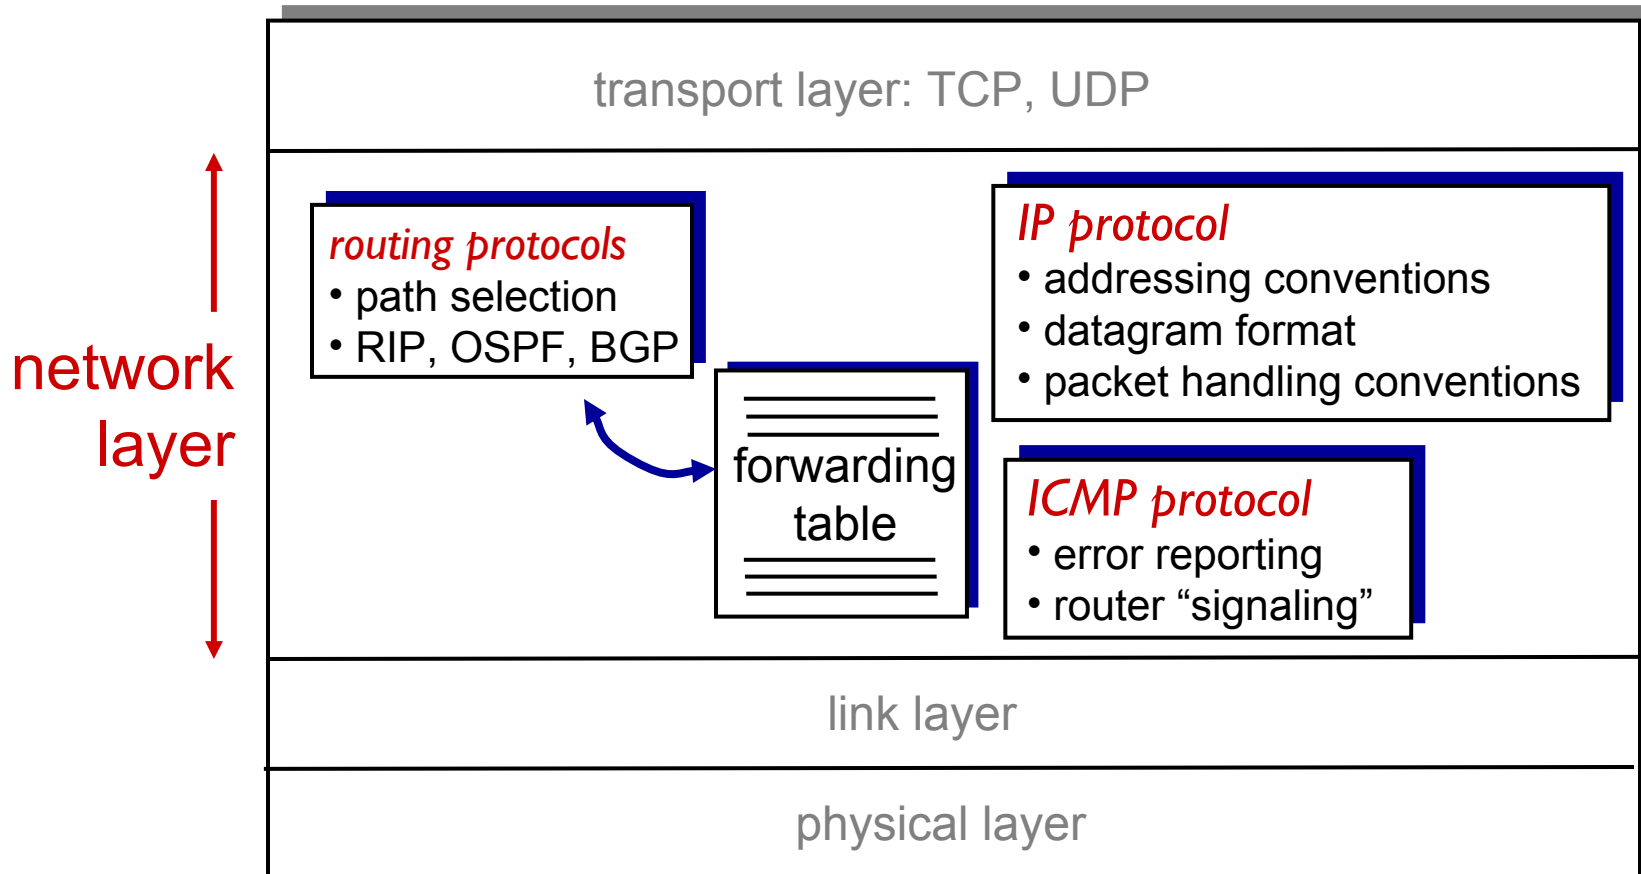 transport layer: TCP, UDP
network
layer
routing protocols
• path selection
• RIP, OSPF, BGP
forwarding
table
IP protocol
• addressing conventions
• datagram format
• packet handling conventions
ICMP protocol
• error reporting
• router “signaling”
link layer
physical layer